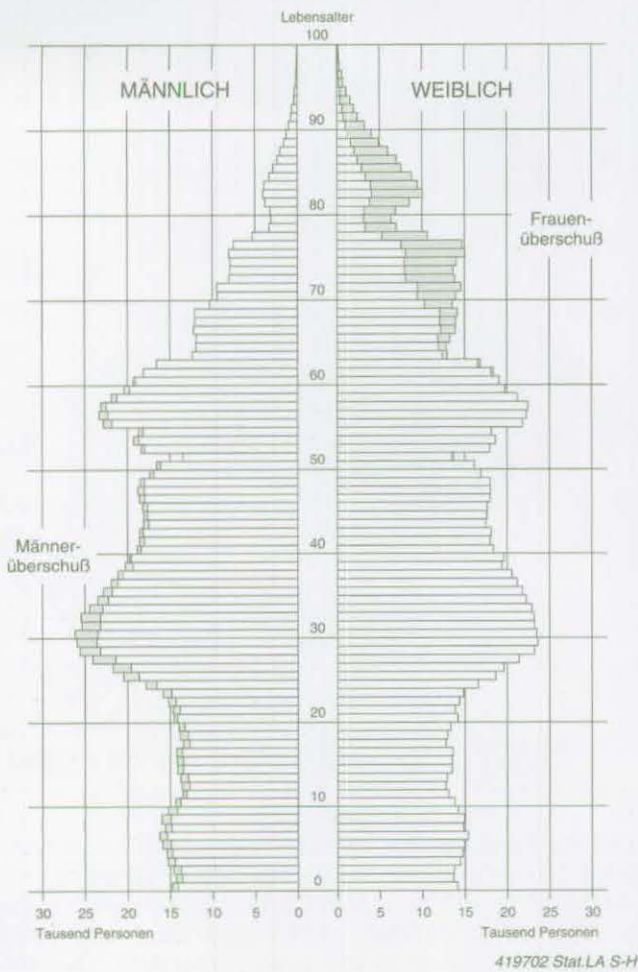 Lebensalter
100
MÄNNLICH
WEIBLICH
90
80
Frauen-
überschuß
70
60
50
Männer-
überschuß
40
30
20
10
0
30 25 20 15 10 5 0 0 5 10 15 20 25 30
Tausend Personen
Tausend Personen
419702 Stat.LA S-H